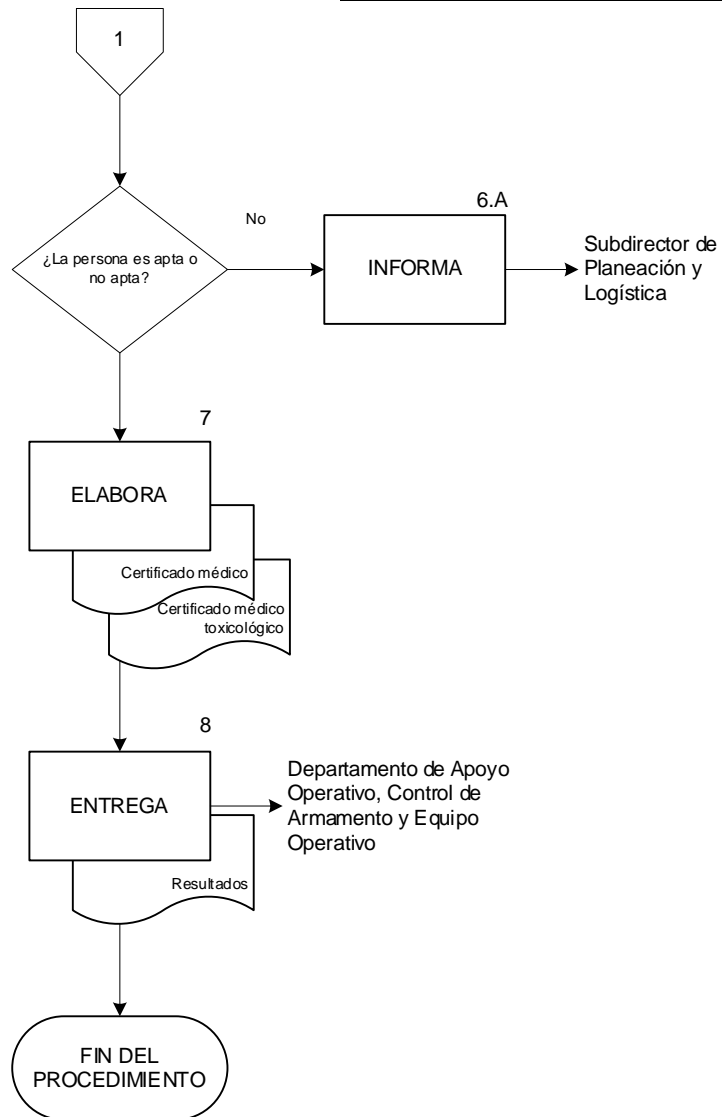 1
¿La persona es apta o
no apta?
No
6.A
INFORMA
Subdirector de
Planeación y
Logística
7
ELABORA
Certificado médico
Certificado médico
toxicológico
8
ENTREGA
Departamento de Apoyo
Operativo, Control de
Armamento y Equipo
Operativo
Resultados
FIN DEL
PROCEDIMIENTO